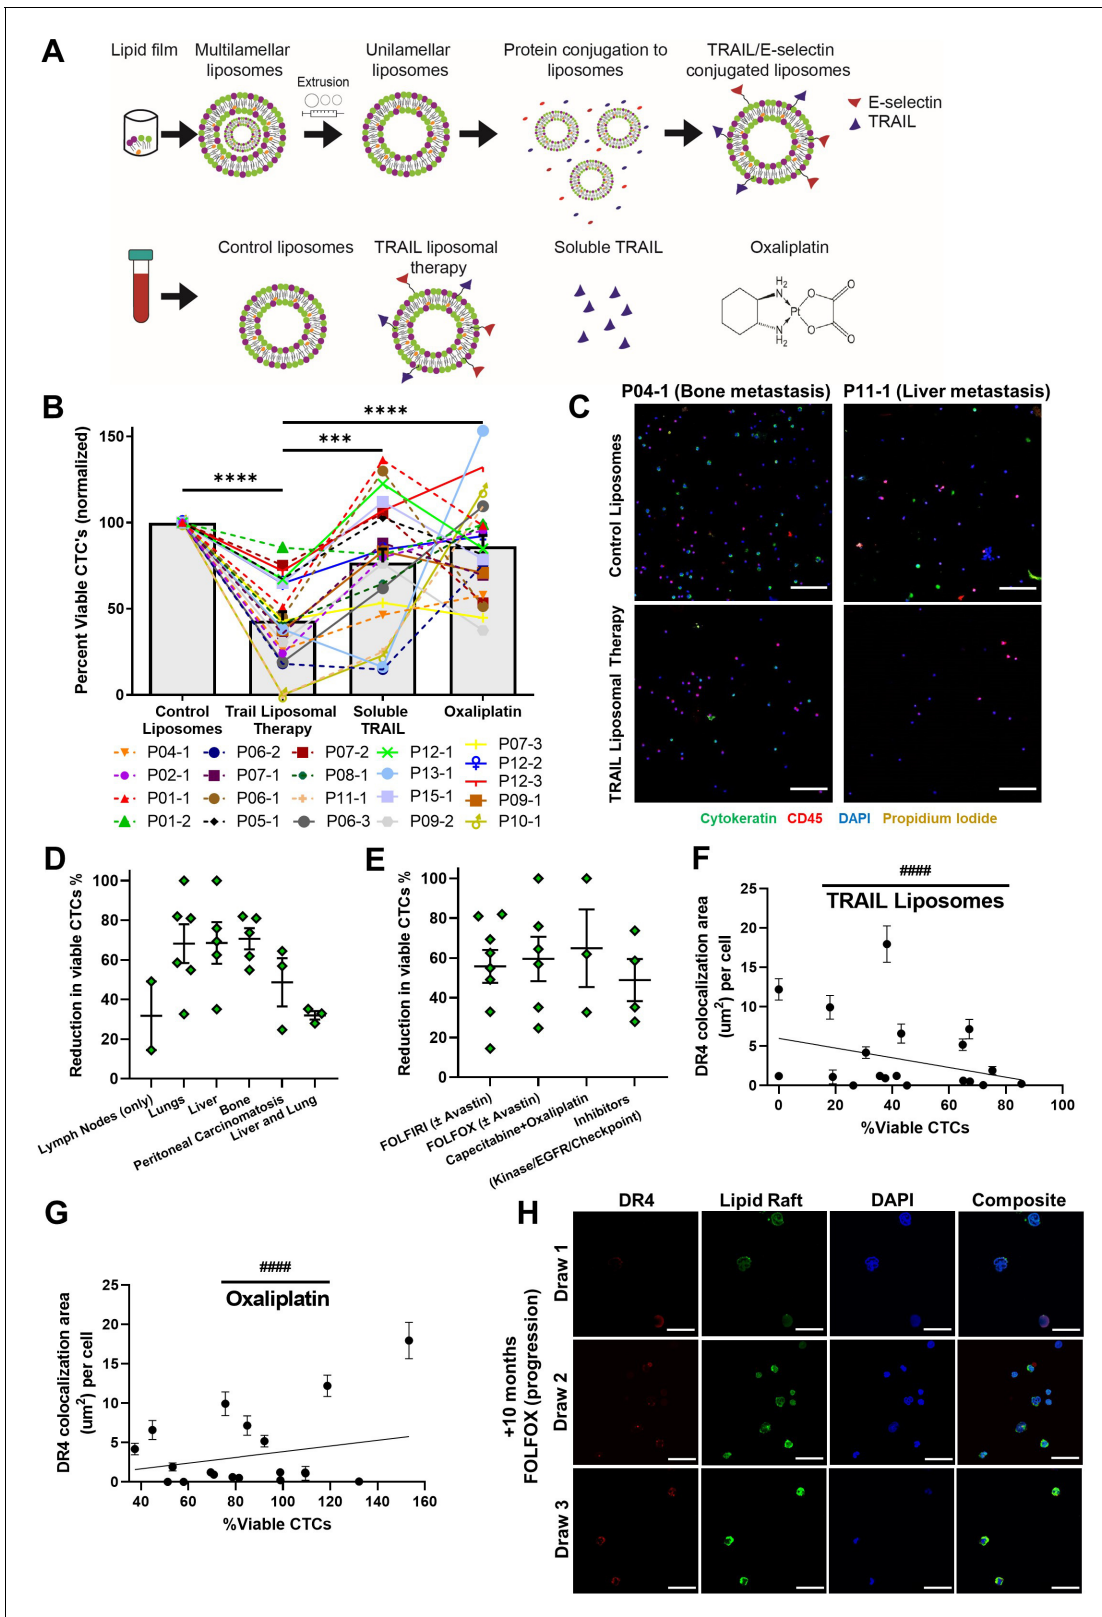 A
Lipid film
Multilamellar
liposomes
Extrusion
Unilamellar
liposomes
Protein conjugation to
liposomes
TRAIL/E-selectin
conjugated liposomes
E-selectin
TRAIL
Control liposomes
TRAIL liposomal
therapy
Soluble TRAIL
Oxaliplatin
H2
N
Pt
N
H2
O
O
O
O
B
Percent Viable CTC's (normalized)
150
100
50
0
****
***
****
Control
Liposomes
Trail Liposomal
Therapy
Soluble
TRAIL
Oxaliplatin
P04-1
P02-1
P01-1
P01-2
P06-2
P07-1
P06-1
P05-1
P07-2
P08-1
P11-1
P06-3
P12-1
P13-1
P15-1
P09-2
P07-3
P12-2
P12-3
P09-1
P10-1
C
P04-1 (Bone metastasis)
P11-1 (Liver metastasis)
Control Liposomes
TRAIL Liposomal Therapy
Cytokeratin CD45 DAPI Propidium Iodide
D
Reduction in viable CTCs %
100
80
60
40
20
0
Lymph Nodes (only)
Lungs
Liver
Bone
Peritoneal Carcinomatosis
Liver and Lung
E
Reduction in viable CTCs %
100
80
60
40
20
0
FOLFIRI (± Avastin)
FOLFOX (± Avastin)
Capecitabine+Oxaliplatin
Inhibitors
(Kinase/EGFR/Checkpoint)
F
####
TRAIL Liposomes
DR4 colocalization area
(um2) per cell
25
20
15
10
5
0
0 20 40 60 80 100
%Viable CTCs
G
####
Oxaliplatin
DR4 colocalization area
(um2) per cell
25
20
15
10
5
0
40 60 80 100 120 140 160
%Viable CTCs
H
DR4
Lipid Raft
DAPI
Composite
+10 months
FOLFOX (progression)
Draw 1
Draw 2
Draw 3